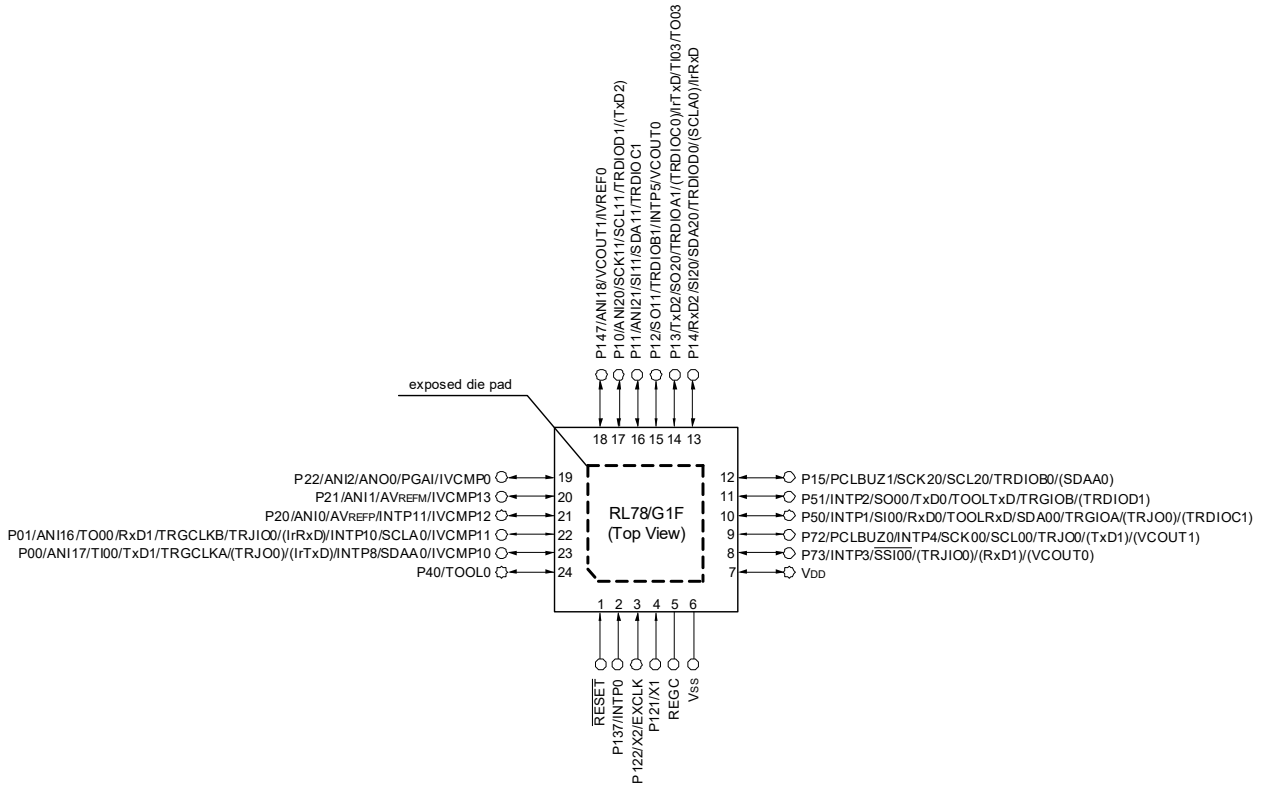 P147/ANI18/VCOUT1/IVREF0
P10/ANI20/SCK11/SCL11/TRDIOD1/(TxD2)
P11/ANI21/SI11/SDA11/TRDIOC1
P12/SO11/TRDIOB1/INTP5/VCOUT0
P13/TxD2/SO20/TRDIOA1/(TRDIOC0)/IrTxD/TI03/TO03
P14/RxD2/SI20/SDA20/TRDIOD0/(SCLA0)/IrRxD
exposed die pad
18 17 16 15 14 13
P22/ANI2/ANO0/PGAI/IVCMP0 19
P21/ANI1/AVREFM/IVCMP13 20
P20/ANI0/AVREFP/INTP11/IVCMP12 21
P01/ANI16/TO00/RxD1/TRGCLKB/TRJIO0/(IrRxD)/INTP10/SCLA0/IVCMP11 22
P00/ANI17/TI00/TxD1/TRGCLKA/(TRJO0)/(IrTxD)/INTP8/SDAA0/IVCMP10 23
P40/TOOL0 24
RL78/G1F
(Top View)
12 P15/PCLBUZ1/SCK20/SCL20/TRDIOB0/(SDAA0)
11 P51/INTP2/SO00/TxD0/TOOLTxD/TRGIOB/(TRDIOD1)
10 P50/INTP1/SI00/RxD0/TOOLRxD/SDA00/TRGIOA/(TRJO0)/(TRDIOC1)
9 P72/PCLBUZ0/INTP4/SCK00/SCL00/TRJO0/(TxD1)/(VCOUT1)
8 P73/INTP3/SSI00/(TRJIO0)/(RxD1)/(VCOUT0)
7 VDD
1 2 3 4 5 6
RESET
P137/INTP0
P122/X2/EXCLK
P121/X1
REGC
Vss